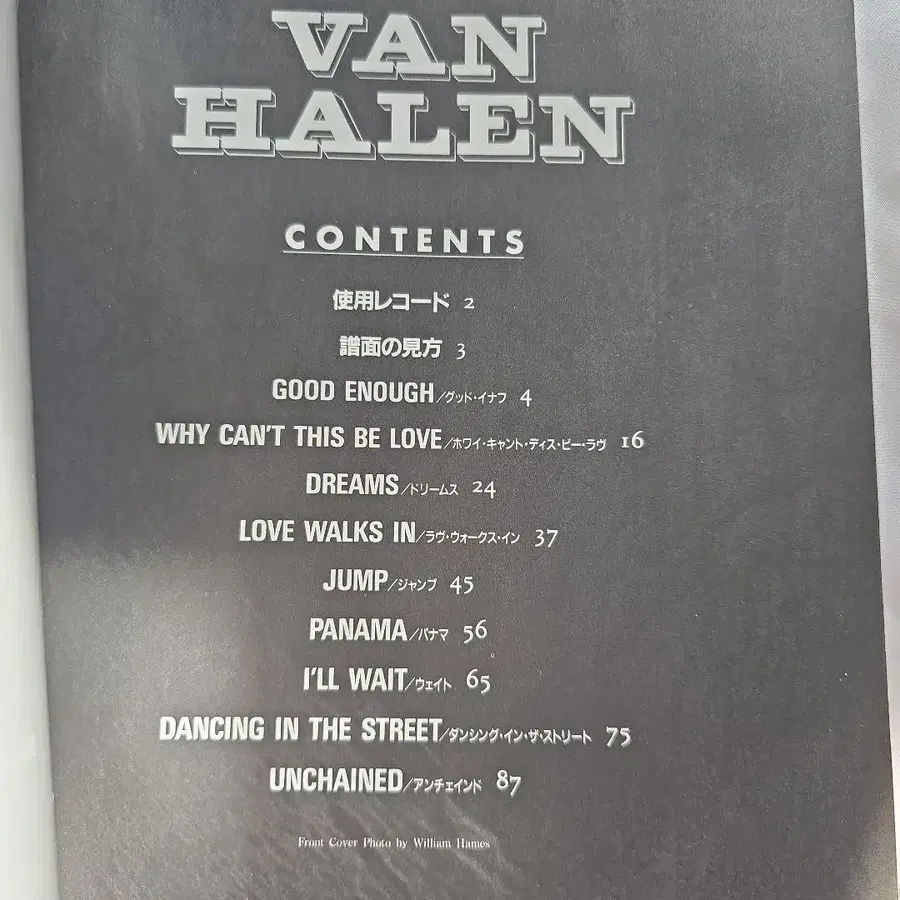 VAN
HALEN
CONTENTS
使用レコード 2
譜面の見方 3
GOOD ENOUGH/グッド・イナフ 4
WHY CAN'T THIS BE LOVE/ホワイ・キャント・ディス・ビー・ラヴ 16
DREAMS/ドリームス 24
LOVE WALKS IN/ラヴ・ウォークス・イン 37
JUMP/ジャンプ 45
PANAMA/パナマ 56
I'LL WAIT/ウェイト 65
DANCING IN THE STREET/ダンシング・イン・ザ・ストリート 75
UNCHAINED/アンチェインド 87
Front Cover Photo by William Hames